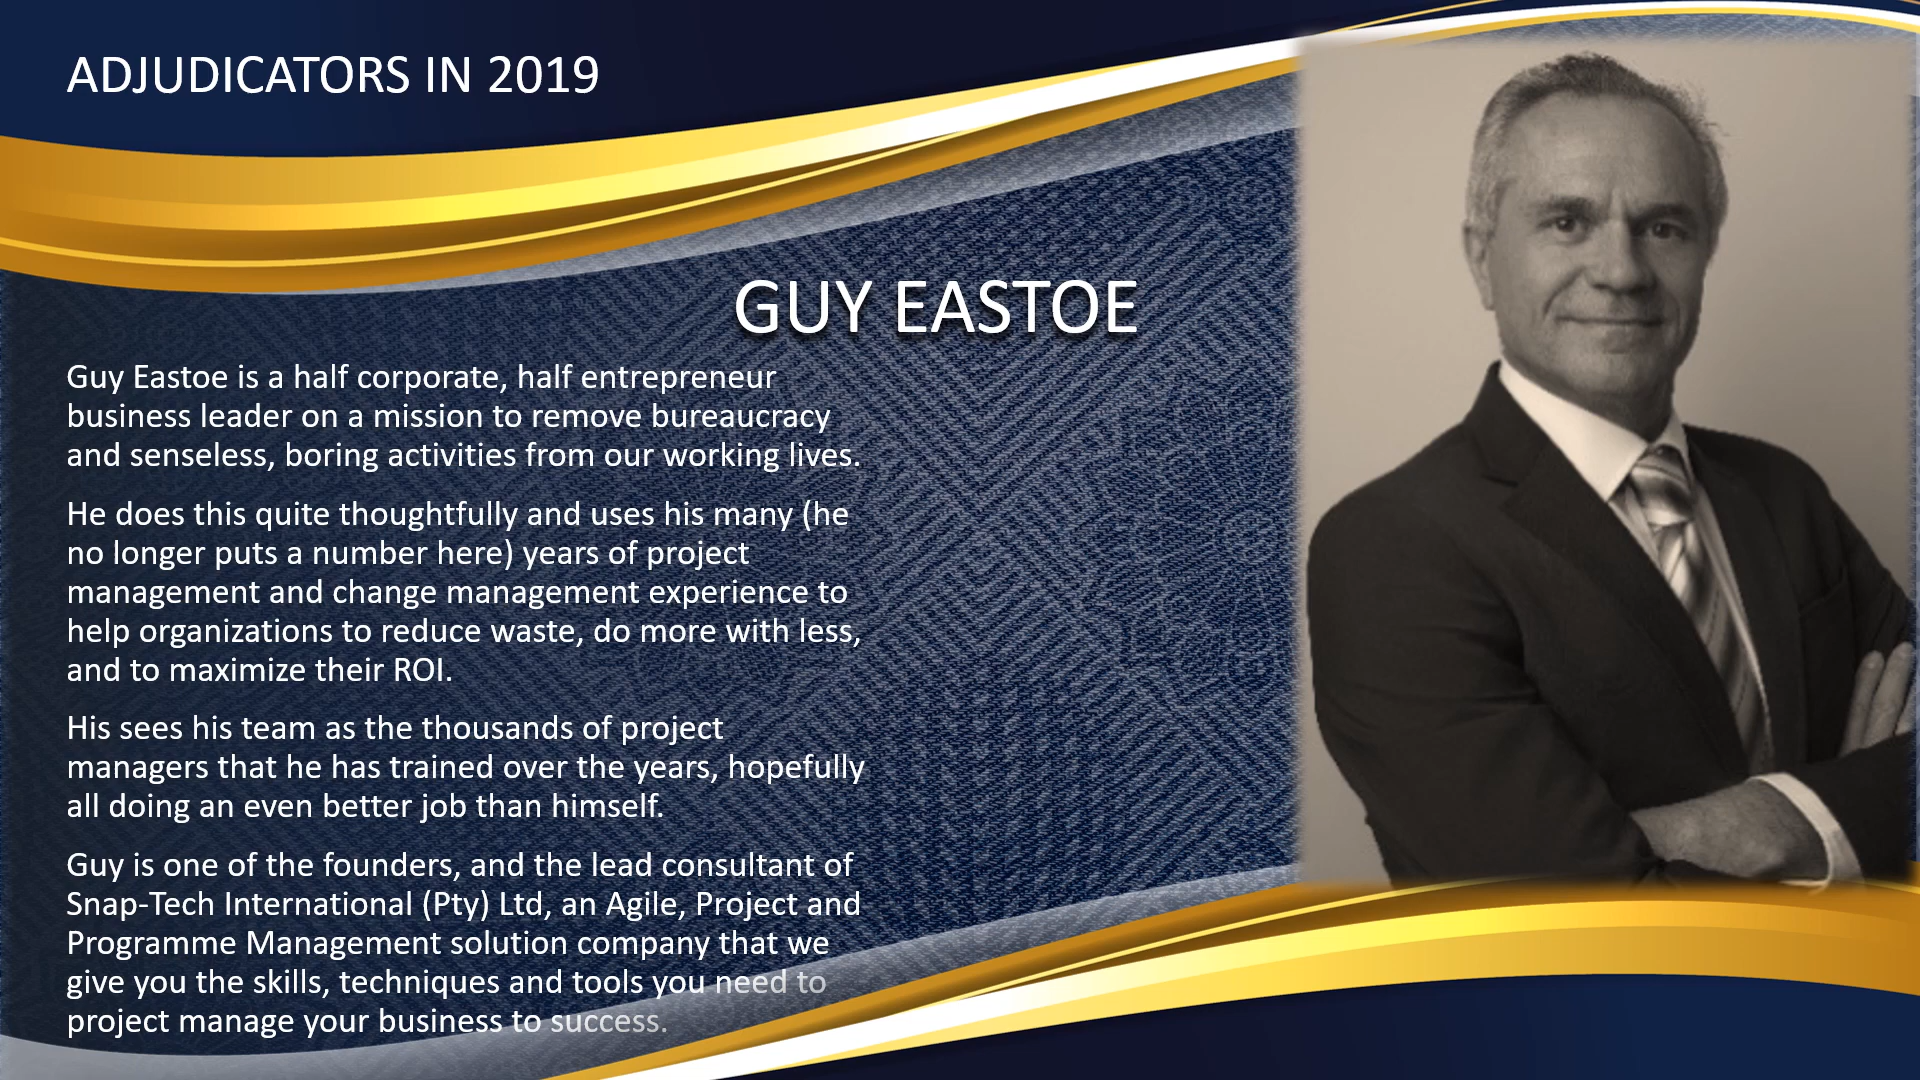 ADJUDICATORS IN 2019
GUY EASTOE
Guy Eastoe is a half corporate, half entrepreneur
business leader on a mission to remove bureaucracy
and senseless, boring activities from our working lives.
He does this quite thoughtfully and uses his many (he
no longer puts a number here) years of project
management and change management experience to
help organizations to reduce waste, do more with less,
and to maximize their ROI.
His sees his team as the thousands of project
managers that he has trained over the years, hopefully
all doing an even better job than himself.
Guy is one of the founders, and the lead consultant of
Snap-Tech International (Pty) Ltd, an Agile, Project and
Programme Management solution company that we
give you the skills, techniques and tools you need to
project manage your business to success.